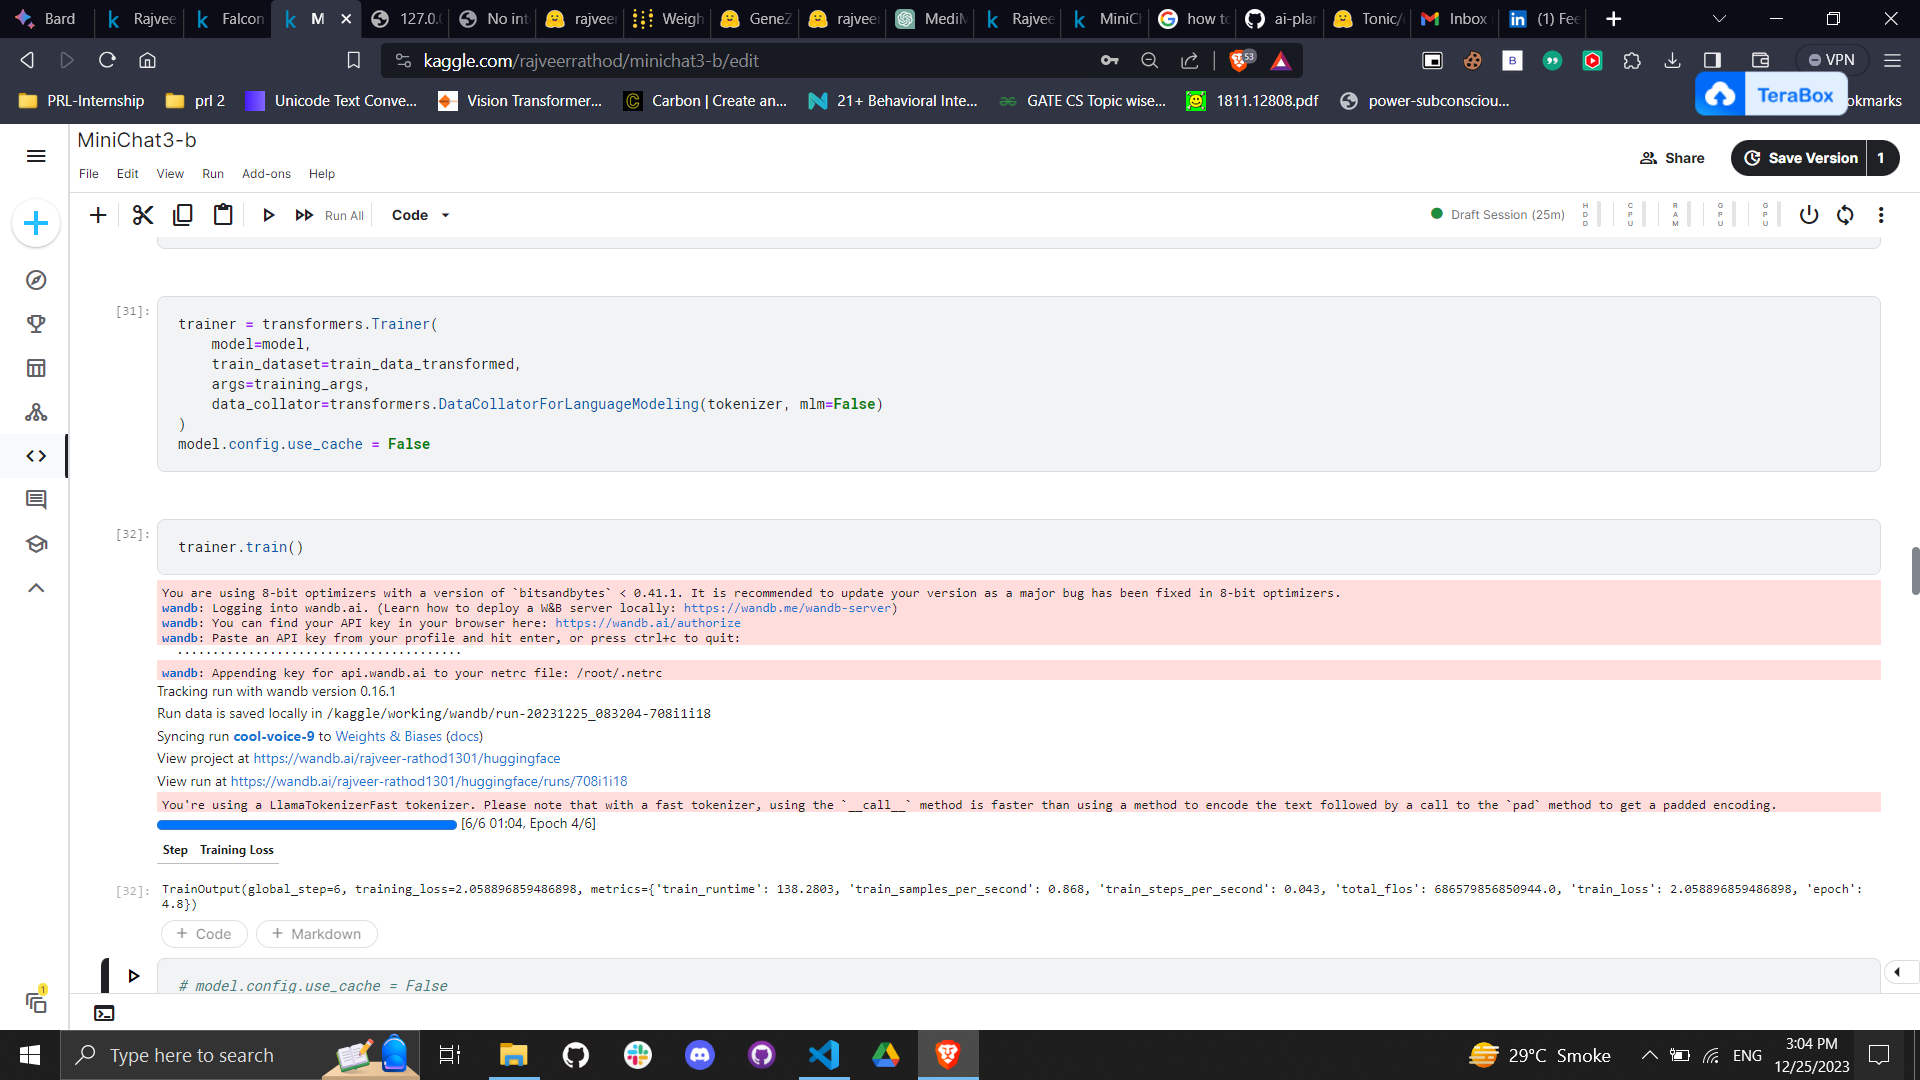 Bard
Rajvee
Falcon
M
127.0.
No int
rajveer
Weigh
GeneZ
rajveer
MediM
Rajvee
MiniCh
how to
ai-plan
Tonic/
Inbox
(1) Fee
kaggle.com/rajveerrathod/minichat3-b/edit
53
VPN
PRL-Internship
prl 2
Unicode Text Conve...
Vision Transformer...
Carbon | Create an...
21+ Behavioral Inte...
GATE CS Topic wise...
1811.12808.pdf
power-subconsciou...
TeraBox
okmarks
MiniChat3-b
File Edit View Run Add-ons Help
Share
Save Version 1
Run All
Code
Draft Session (25m)
HDD
CPU
RAM
GPU
GPU
[31]:
trainer = transformers.Trainer(
model=model,
train_dataset=train_data_transformed,
args=training_args,
data_collator=transformers.DataCollatorForLanguageModeling(tokenizer, mlm=False)
)
model.config.use_cache = False
[32]:
trainer.train()
You are using 8-bit optimizers with a version of `bitsandbytes` < 0.41.1. It is recommended to update your version as a major bug has been fixed in 8-bit optimizers.
wandb: Logging into wandb.ai. (Learn how to deploy a W&B server locally: https://wandb.me/wandb-server)
wandb: You can find your API key in your browser here: https://wandb.ai/authorize
wandb: Paste an API key from your profile and hit enter, or press ctrl+c to quit:
········································
wandb: Appending key for api.wandb.ai to your netrc file: /root/.netrc
Tracking run with wandb version 0.16.1
Run data is saved locally in /kaggle/working/wandb/run-20231225_083204-708i1i18
Syncing run cool-voice-9 to Weights & Biases (docs)
View project at https://wandb.ai/rajveer-rathod1301/huggingface
View run at https://wandb.ai/rajveer-rathod1301/huggingface/runs/708i1i18
You're using a LlamaTokenizerFast tokenizer. Please note that with a fast tokenizer, using the `__call__` method is faster than using a method to encode the text followed by a call to the `pad` method to get a padded encoding.
[6/6 01:04, Epoch 4/6]
Step Training Loss
[32]:
TrainOutput(global_step=6, training_loss=2.058896859486898, metrics={'train_runtime': 138.2803, 'train_samples_per_second': 0.868, 'train_steps_per_second': 0.043, 'total_flos': 686579856850944.0, 'train_loss': 2.058896859486898, 'epoch':
4.8})
+ Code
+ Markdown
# model.config.use_cache = False
1
Type here to search
29°C Smoke
ENG
3:04 PM
12/25/2023